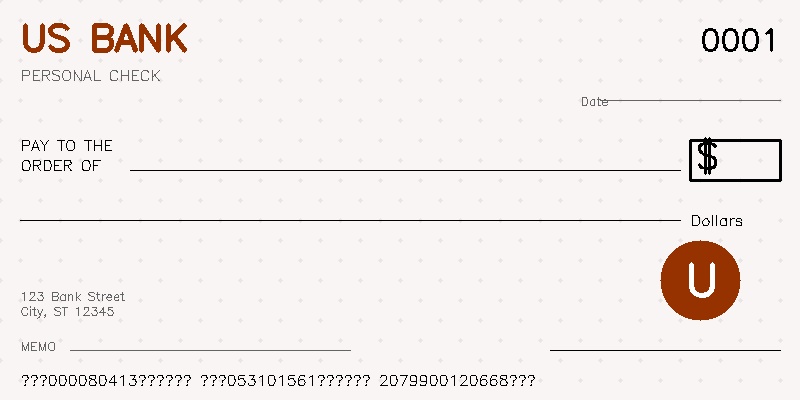 US BANK
0001
PERSONAL CHECK
Date
PAY TO THE
ORDER OF
$
Dollars
U
123 Bank Street
City, ST 12345
MEMO
???000080413?????? ???053101561?????? 2079900120668???